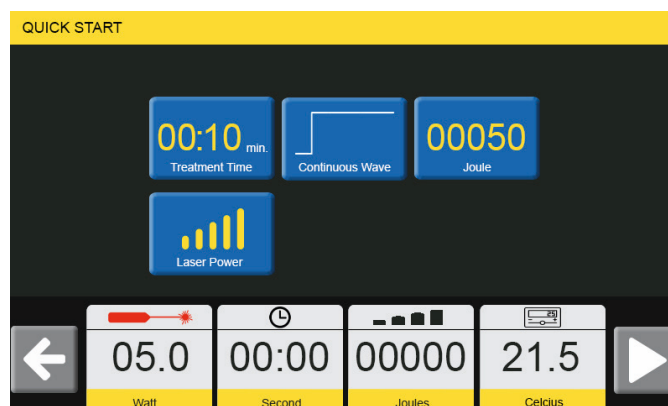 QUICK START
00:10 min.
Treatment Time
Continuous Wave
00050
Joule
Laser Power
05.0
00:00
00000
21.5
Watt
Second
Joules
Celcius